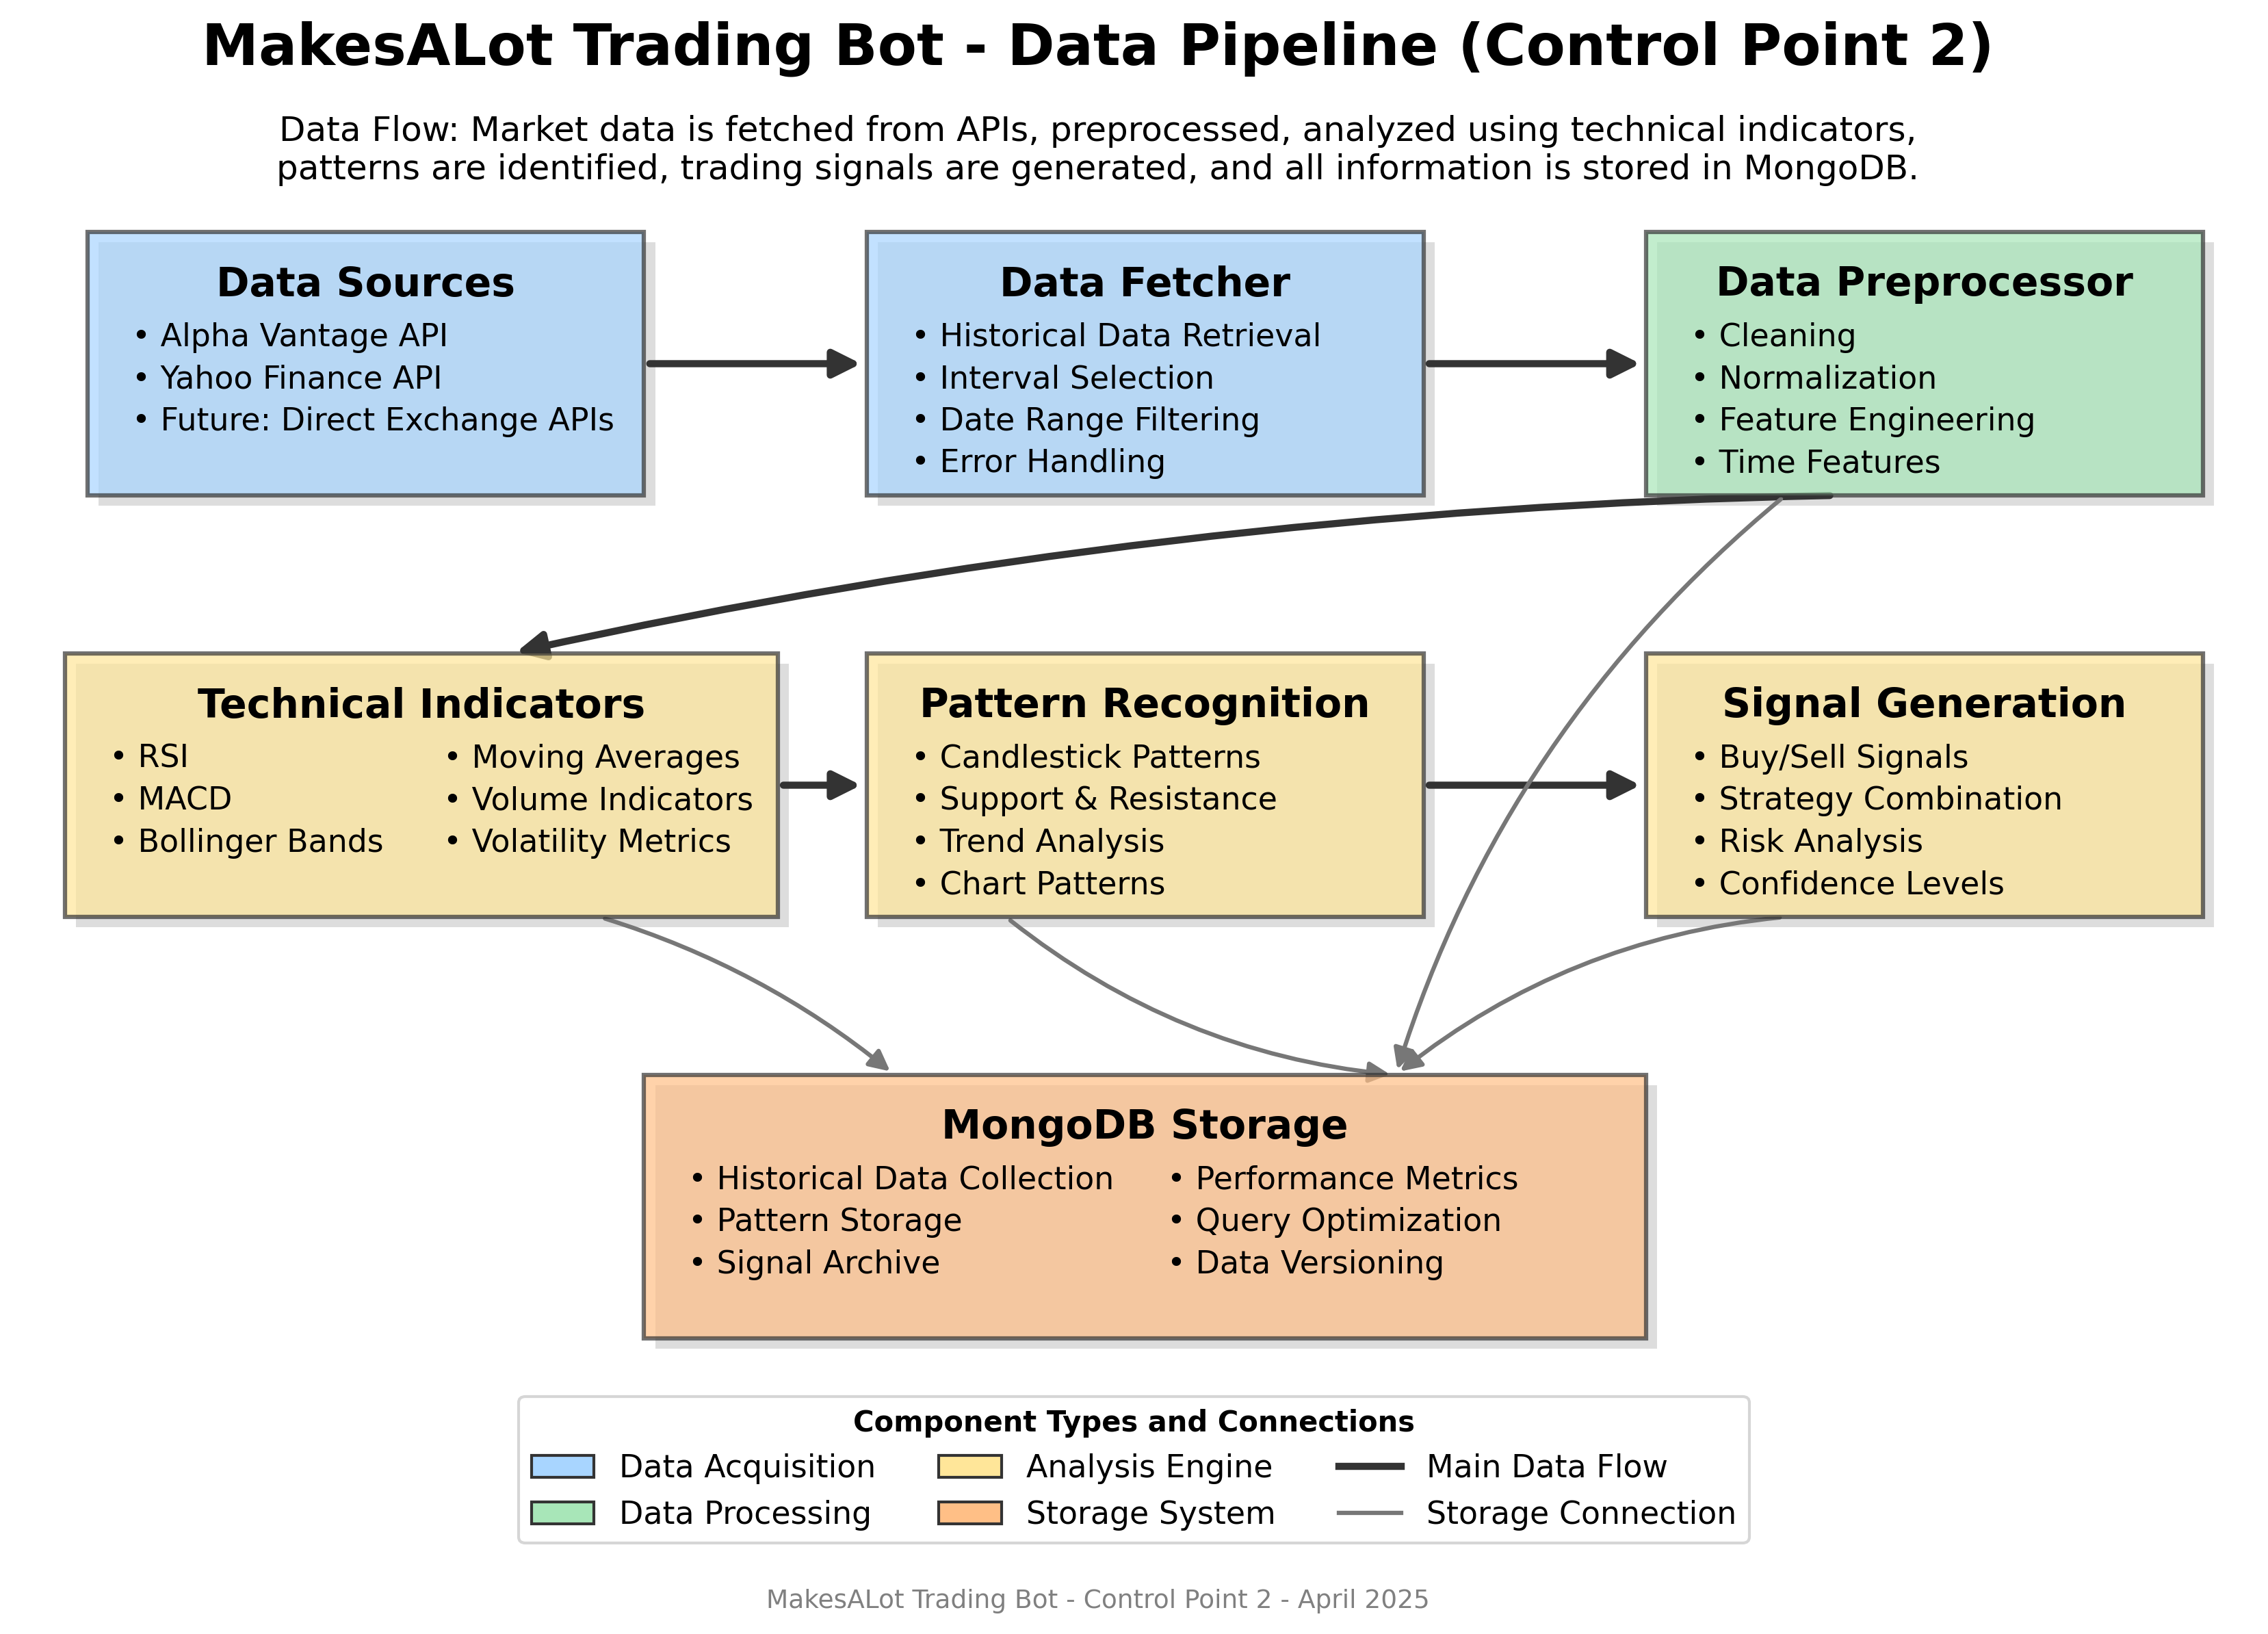 MakesALot Trading Bot - Data Pipeline (Control Point 2)
Data Flow: Market data is fetched from APIs, preprocessed, analyzed using technical indicators,
patterns are identified, trading signals are generated, and all information is stored in MongoDB.
Data Sources
• Alpha Vantage API
• Yahoo Finance API
• Future: Direct Exchange APIs
Data Fetcher
• Historical Data Retrieval
• Interval Selection
• Date Range Filtering
• Error Handling
Data Preprocessor
• Cleaning
• Normalization
• Feature Engineering
• Time Features
Technical Indicators
• RSI
• MACD
• Bollinger Bands
• Moving Averages
• Volume Indicators
• Volatility Metrics
Pattern Recognition
• Candlestick Patterns
• Support & Resistance
• Trend Analysis
• Chart Patterns
Signal Generation
• Buy/Sell Signals
• Strategy Combination
• Risk Analysis
• Confidence Levels
MongoDB Storage
• Historical Data Collection
• Pattern Storage
• Signal Archive
• Performance Metrics
• Query Optimization
• Data Versioning
Component Types and Connections
Data Acquisition
Data Processing
Analysis Engine
Storage System
Main Data Flow
Storage Connection
MakesALot Trading Bot - Control Point 2 - April 2025